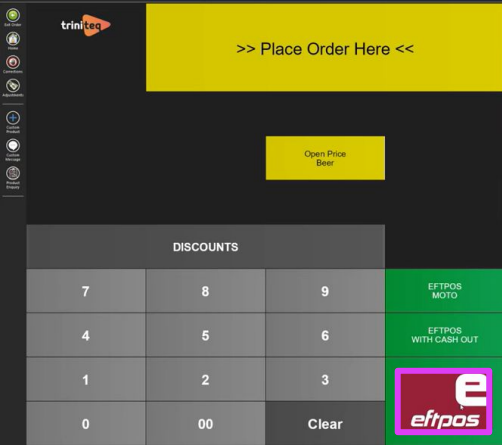 triniteq
>> Place Order Here <<
Exit Order
Home
Corrections
Adjustments
Custom
Product
Custom
Message
Product
Enquiry
Open Price
Beer
DISCOUNTS
7
8
9
EFTPOS
MOTO
4
5
6
EFTPOS
WITH CASH OUT
1
2
3
e
eftpos
0
00
Clear